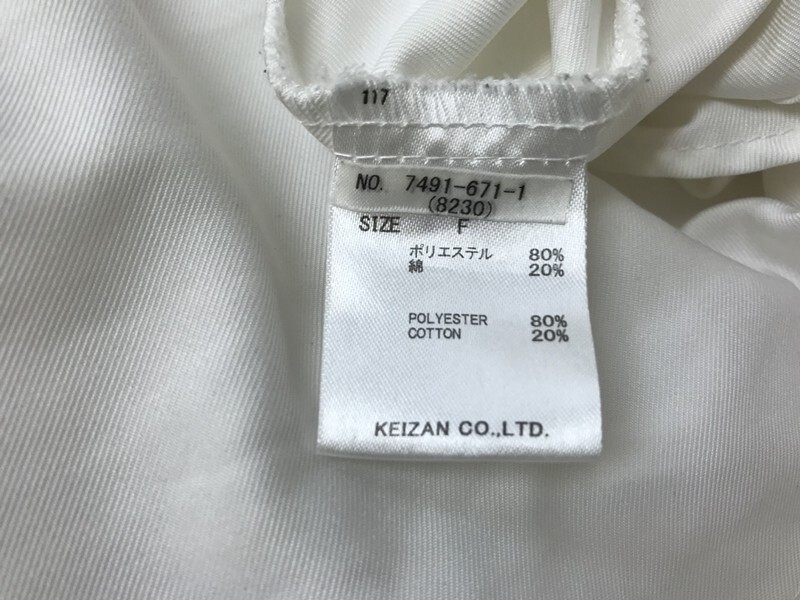 117
NO. 7491-671-1
(8230)
SIZE F
ポリエステル 80%
綿 20%
POLYESTER 80%
COTTON 20%
KEIZAN CO.,LTD.